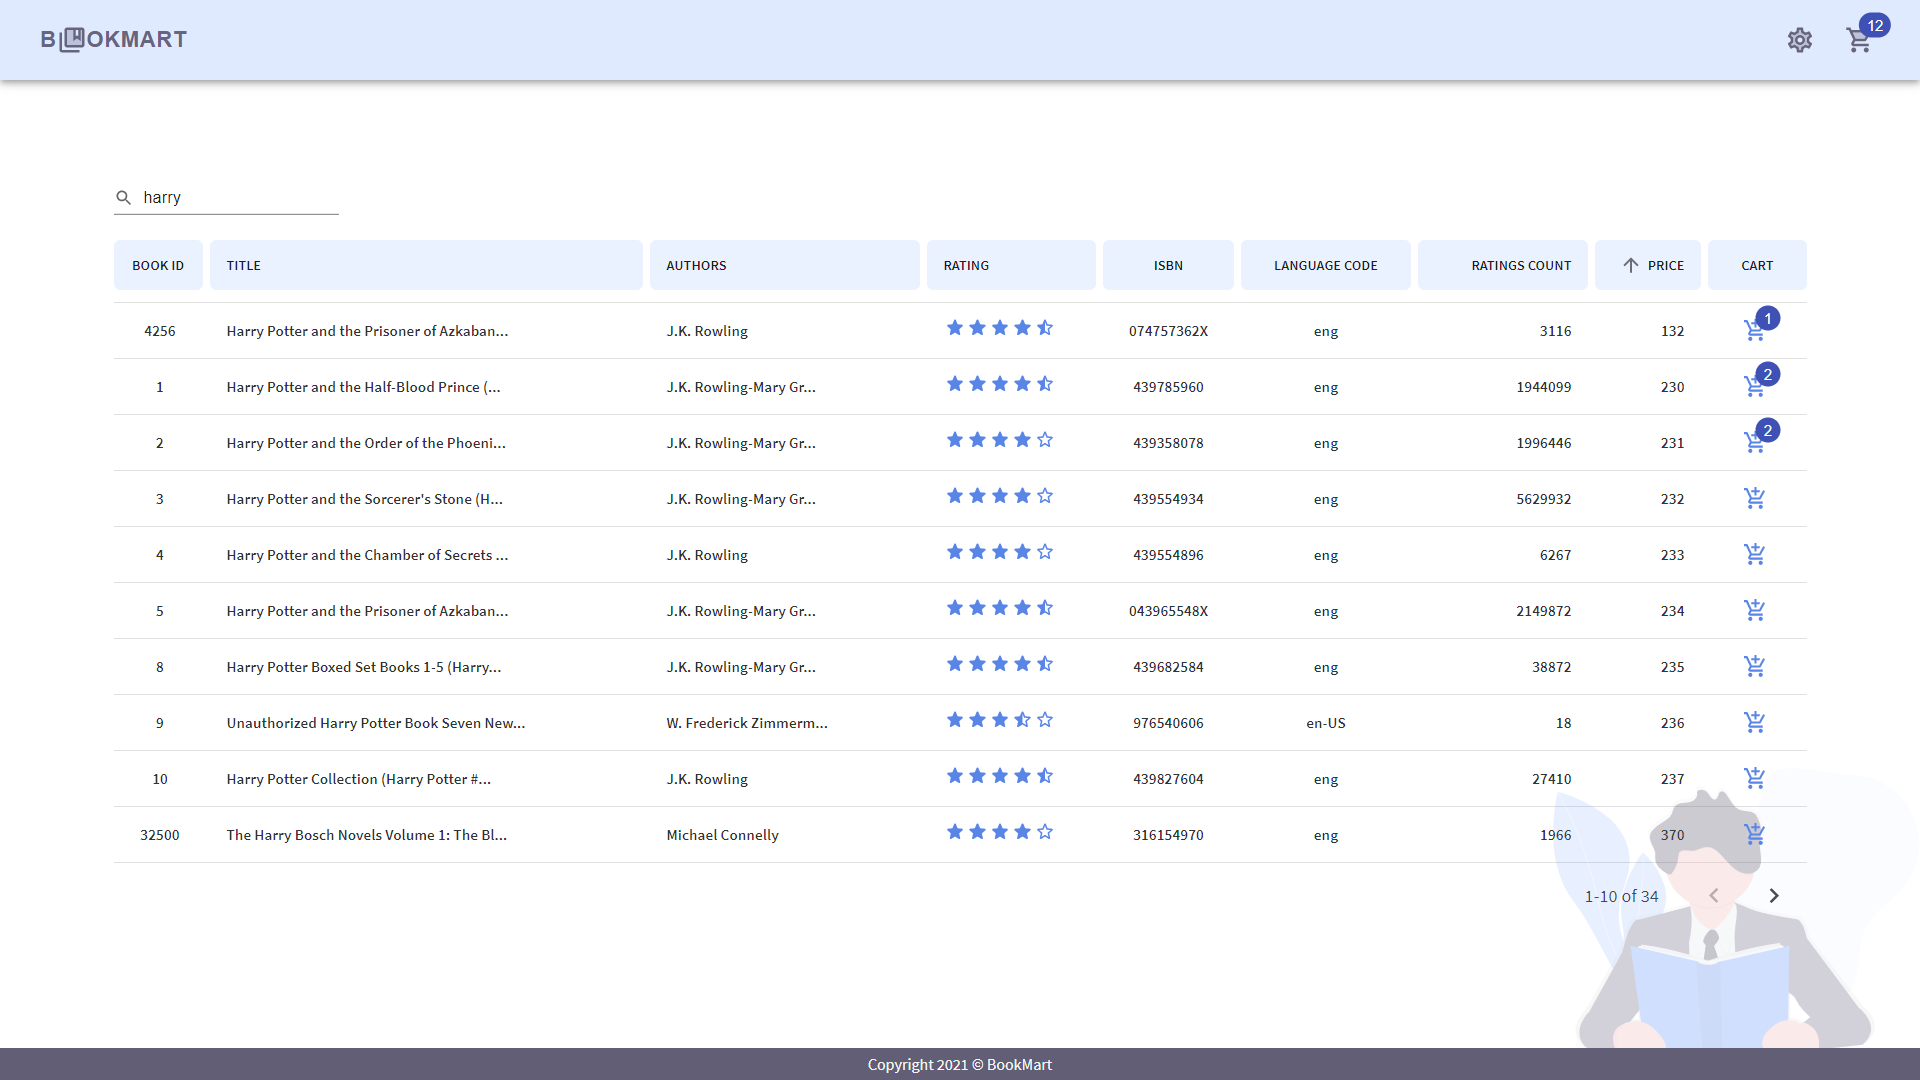 B OKMART
12
harry
BOOK ID TITLE AUTHORS RATING ISBN LANGUAGE CODE RATINGS COUNT PRICE CART
4256 Harry Potter and the Prisoner of Azkaban... J.K. Rowling 074757362X eng 3116 132 1
1 Harry Potter and the Half-Blood Prince (... J.K. Rowling-Mary Gr... 439785960 eng 1944099 230 2
2 Harry Potter and the Order of the Phoeni... J.K. Rowling-Mary Gr... 439358078 eng 1996446 231 2
3 Harry Potter and the Sorcerer's Stone (H... J.K. Rowling-Mary Gr... 439554934 eng 5629932 232
4 Harry Potter and the Chamber of Secrets ... J.K. Rowling 439554896 eng 6267 233
5 Harry Potter and the Prisoner of Azkaban... J.K. Rowling-Mary Gr... 043965548X eng 2149872 234
8 Harry Potter Boxed Set Books 1-5 (Harry... J.K. Rowling-Mary Gr... 439682584 eng 38872 235
9 Unauthorized Harry Potter Book Seven New... W. Frederick Zimmerm... 976540606 en-US 18 236
10 Harry Potter Collection (Harry Potter #... J.K. Rowling 439827604 eng 27410 237
32500 The Harry Bosch Novels Volume 1: The Bl... Michael Connelly 316154970 eng 1966 370
1-10 of 34
Copyright 2021 © BookMart